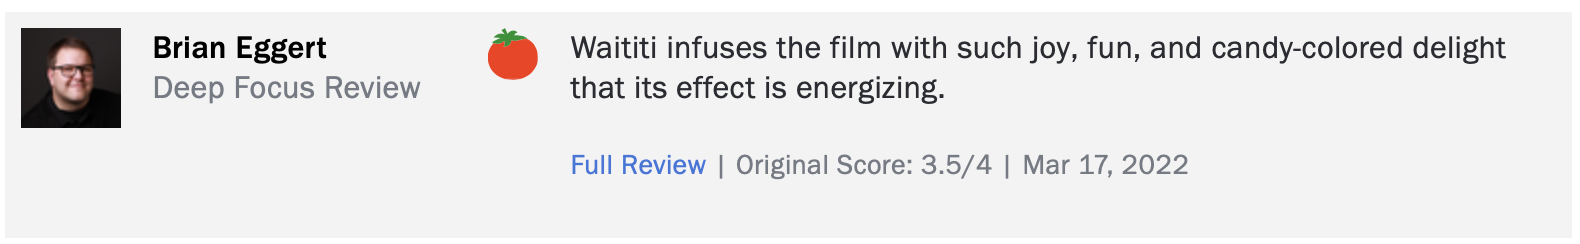 Brian Eggert
Deep Focus Review
Waititi infuses the film with such joy, fun, and candy-colored delight
that its effect is energizing.
Full Review | Original Score: 3.5/4 | Mar 17, 2022